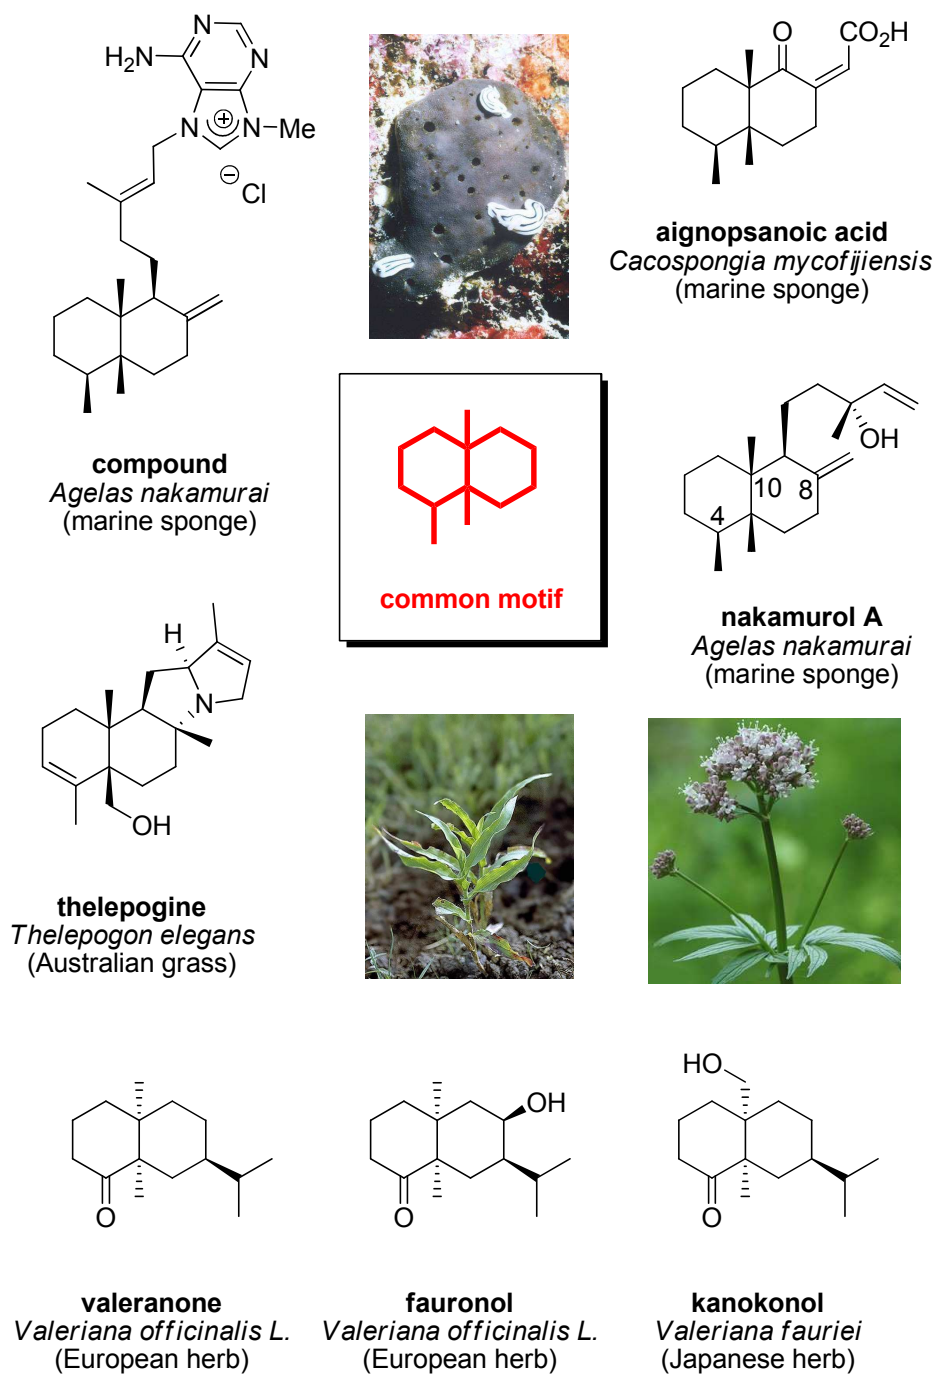 N
N
H2N
N
N
Me
Cl
O
CO2H
aignopsanoic acid
Cacospongia mycofijiensis
(marine sponge)
compound
Agelas nakamurai
(marine sponge)
common motif
OH
10
8
4
nakamurol A
Agelas nakamurai
(marine sponge)
H
N
OH
thelepogine
Thelepogon elegans
(Australian grass)
O
valeranone
Valeriana officinalis L.
(European herb)
OH
O
fauronol
Valeriana officinalis L.
(European herb)
HO
O
kanokonol
Valeriana fauriei
(Japanese herb)